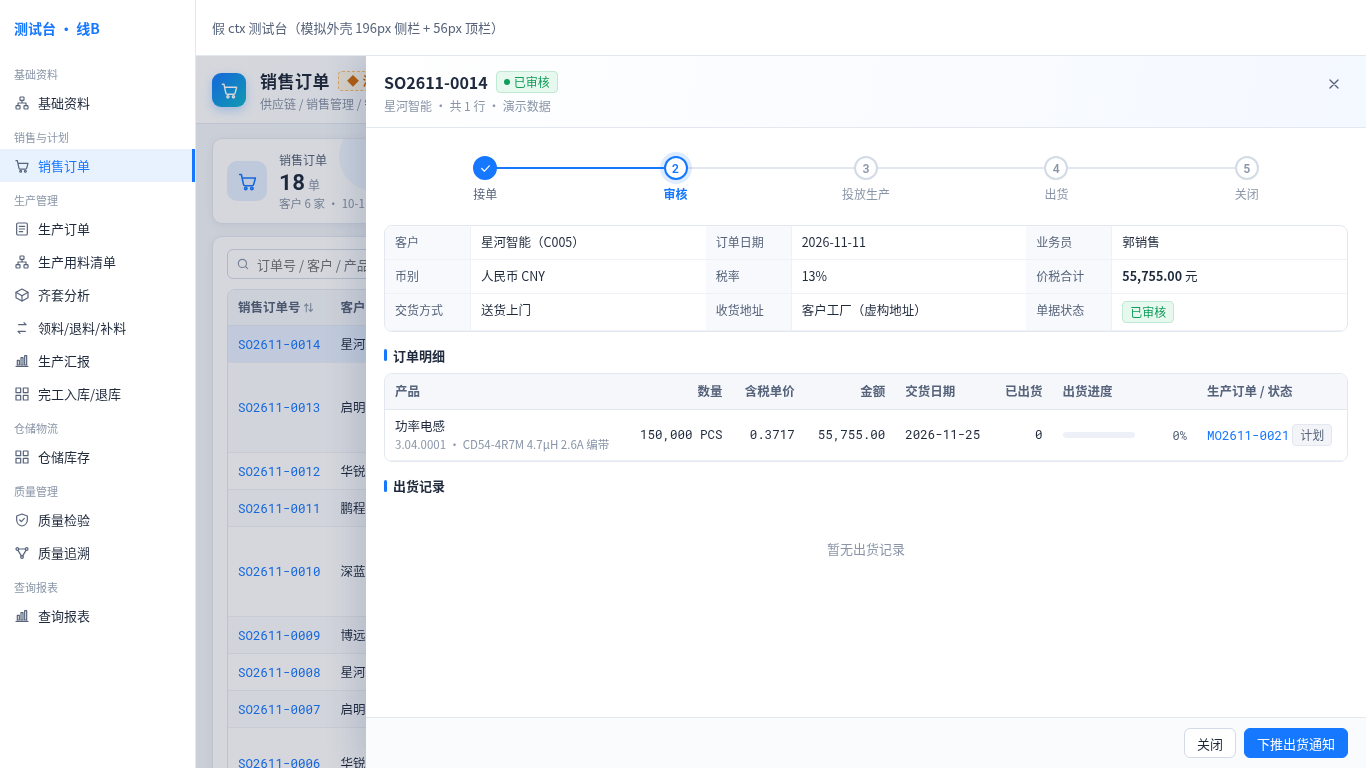 测试台 · 线B
假 ctx 测试台（模拟外壳 196px 侧栏 + 56px 顶栏）
基础资料
基础资料
销售与计划
销售订单
生产管理
生产订单
生产用料清单
齐套分析
领料/退料/补料
生产汇报
完工入库/退库
仓储物流
仓储库存
质量管理
质量检验
质量追溯
查询报表
查询报表
销售订单
供应链 / 销售管理 /
销售订单
18 单
客户 6 家 · 10-1
订单号 / 客户 / 产品
销售订单号 客户
SO2611-0014 星河
SO2611-0013 启明
SO2611-0012 华锐
SO2611-0011 鹏程
SO2611-0010 深蓝
SO2611-0009 博远
SO2611-0008 星河
SO2611-0007 启明
SO2611-0006 华锐
SO2611-0014 已审核
星河智能 · 共 1 行 · 演示数据
2 3 4 5
接单 审核 投放生产 出货 关闭
客户 星河智能（C005） 订单日期 2026-11-11 业务员 郭销售
币别 人民币 CNY 税率 13% 价税合计 55,755.00 元
交货方式 送货上门 收货地址 客户工厂（虚构地址） 单据状态 已审核
订单明细
产品 数量 含税单价 金额 交货日期 已出货 出货进度 生产订单 / 状态
功率电感
3.04.0001 · CD54-4R7M 4.7μH 2.6A 编带
150,000 PCS 0.3717 55,755.00 2026-11-25 0 0% MO2611-0021 计划
出货记录
暂无出货记录
关闭 下推出货通知